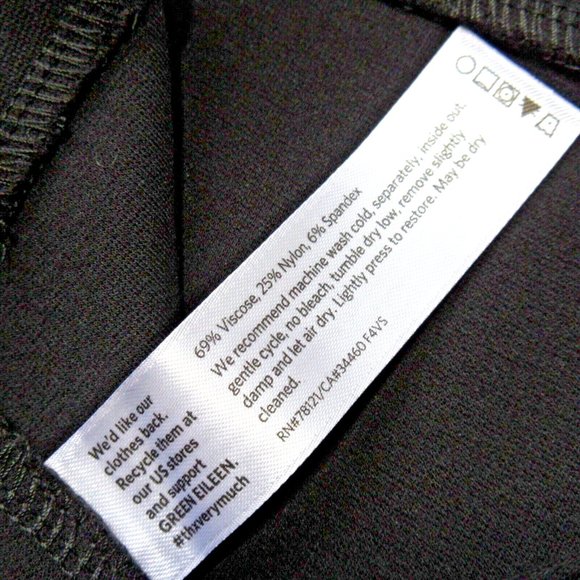 69% Viscose, 25% Nylon, 6% Spandex
We recommend machine wash cold, separately, inside out,
gentle cycle, no bleach, tumble dry low, remove slightly
damp and let air dry. Lightly press to restore. May be dry
cleaned.
RN#78121/CA#34460 F4VS
We'd like our
clothes back.
Recycle them at
our US stores
and support
GREEN EILEEN.
#thxverymuch